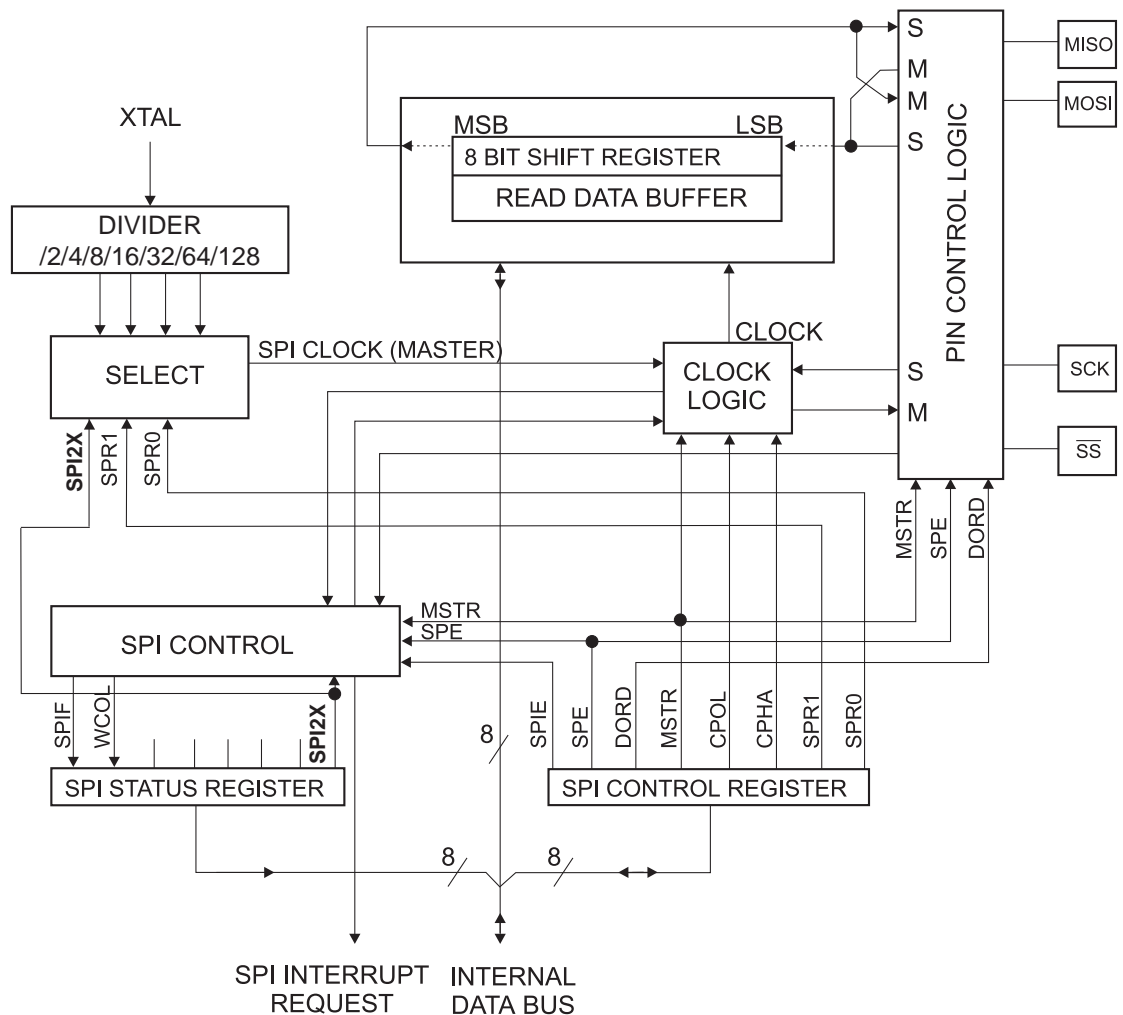 S
MISO
M
M
MOSI
S
XTAL
MSB
LSB
8 BIT SHIFT REGISTER
READ DATA BUFFER
DIVIDER
/2/4/8/16/32/64/128
PIN CONTROL LOGIC
SPI CLOCK (MASTER)
CLOCK
SELECT
CLOCK
LOGIC
S
M
SCK
SS
SPI2X
SPR1
SPR0
MSTR
SPE
DORD
MSTR
SPE
SPI CONTROL
SPIF
WCOL
SPI2X
8
SPIE
SPE
DORD
MSTR
CPOL
CPHA
SPR1
SPR0
SPI STATUS REGISTER
SPI CONTROL REGISTER
8
8
SPI INTERRUPT
REQUEST
INTERNAL
DATA BUS